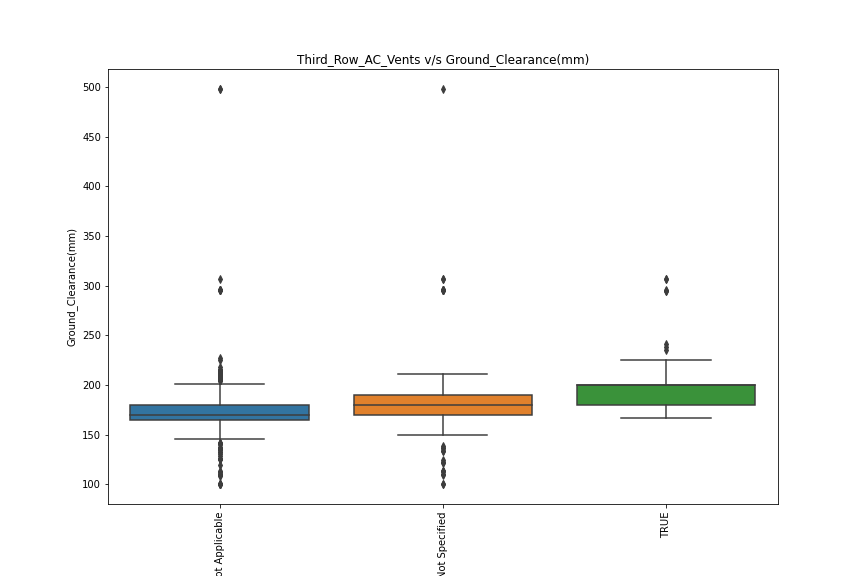 Third_Row_AC_Vents v/s Ground_Clearance(mm)
500
450
400
350
300
250
200
150
100
Ground_Clearance(mm)
ot Applicable
Not Specified
TRUE